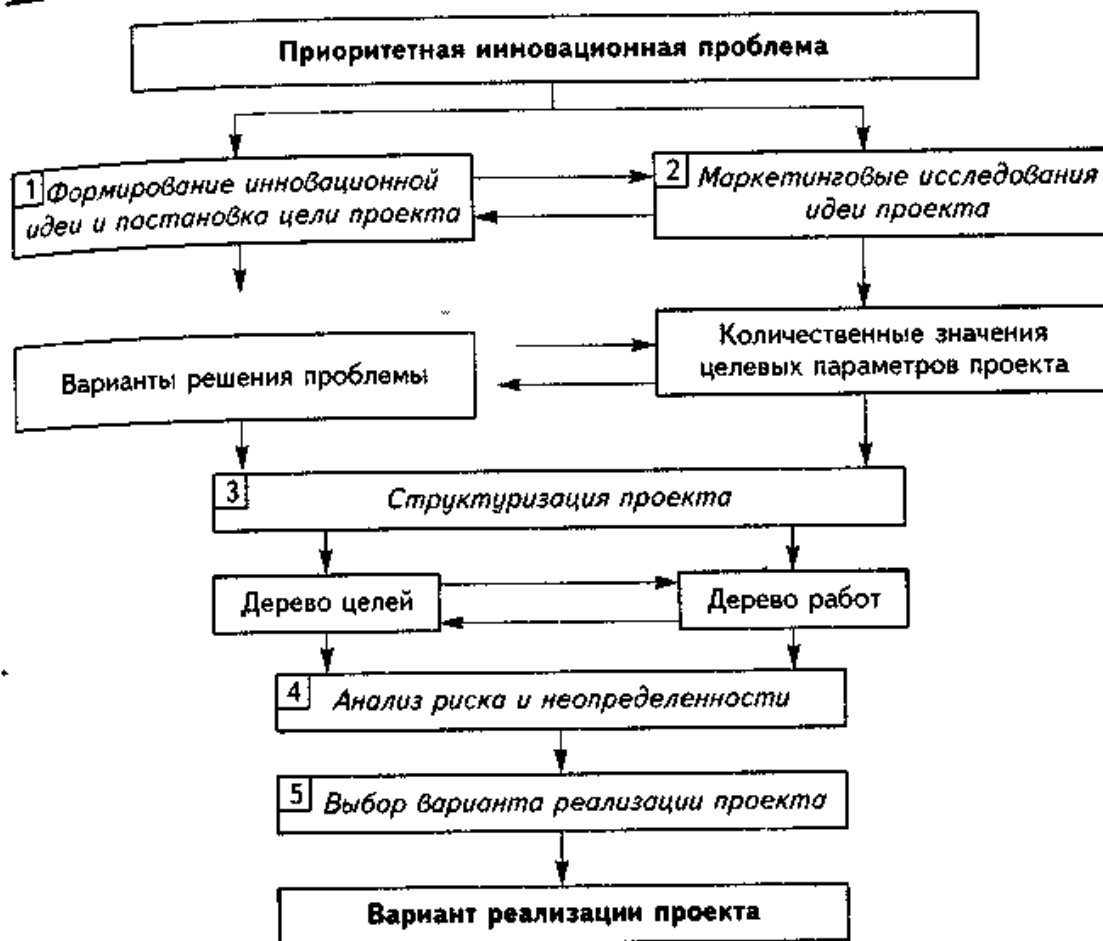 Приоритетная инновационная проблема
1 Формирование инновационной
идеи и постановка цели проекта
2 Маркетинговые исследования
идеи проекта
Варианты решения проблемы
Количественные значения
целевых параметров проекта
3 Структуризация проекта
Дерево целей
Дерево работ
4 Анализ риска и неопределенности
5 Выбор варианта реализации проекта
Вариант реализации проекта